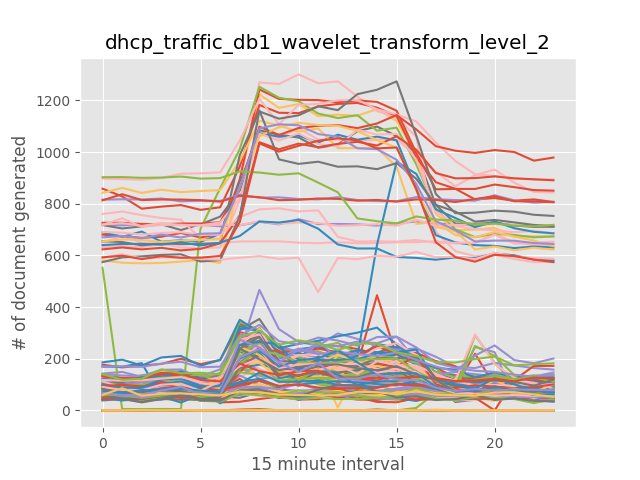 dhcp_traffic_db1_wavelet_transform_level_2
# of document generated
1200
1000
800
600
400
200
0
0 5 10 15 20
15 minute interval